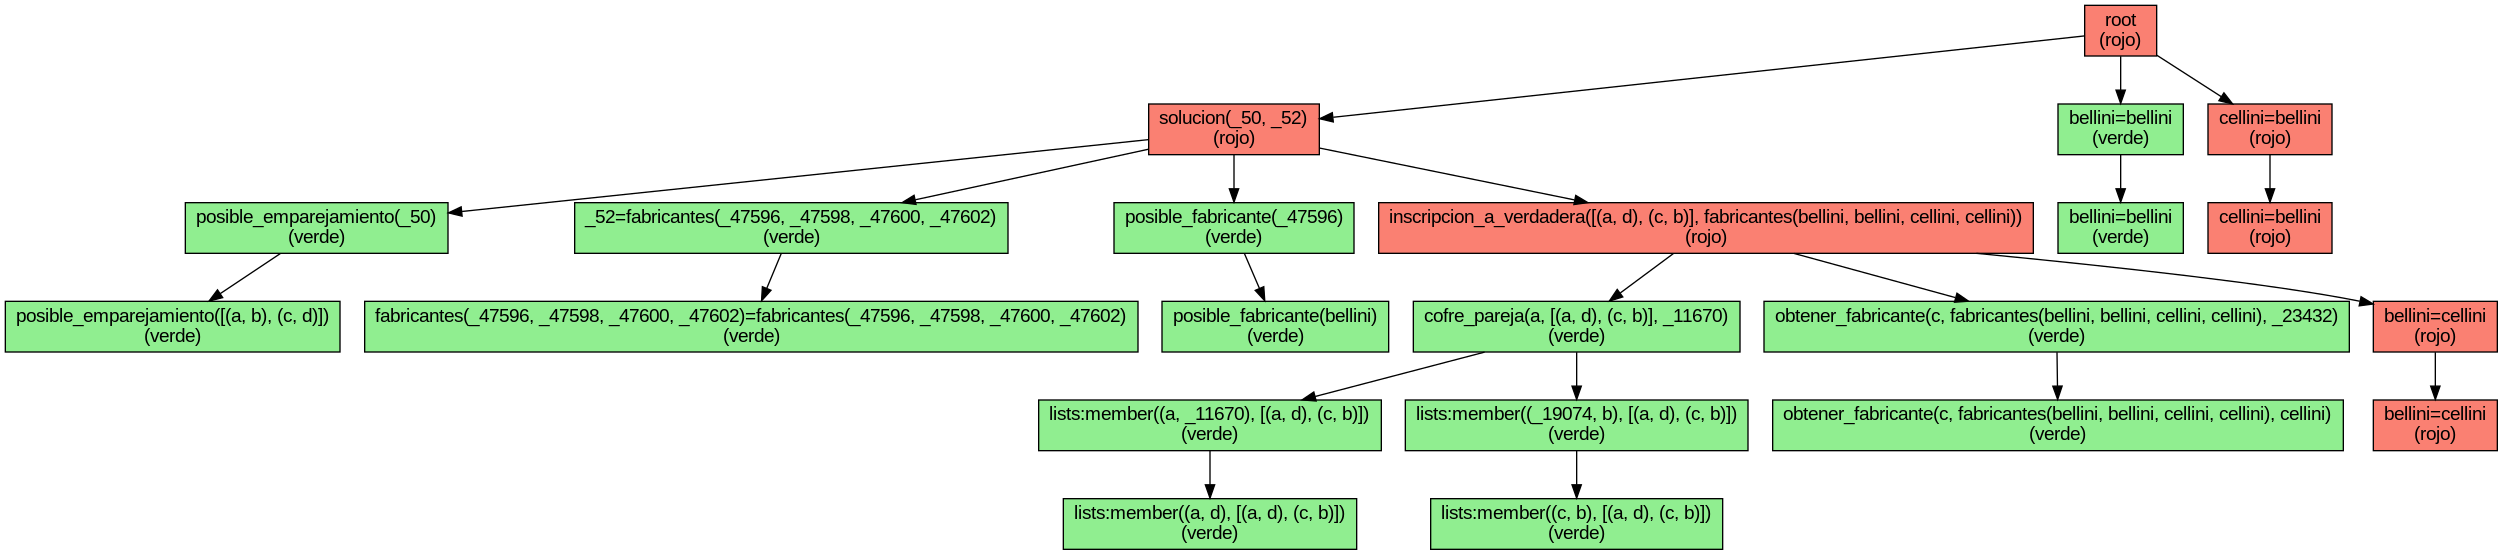 root
(rojo)
solucion(_50, _52)
(rojo)
bellini=bellini
(verde)
cellini=bellini
(rojo)
posible_emparejamiento(_50)
(verde)
_52=fabricantes(_47596, _47598, _47600, _47602)
(verde)
posible_fabricante(_47596)
(verde)
inscripcion_a_verdadera([(a, d), (c, b)], fabricantes(bellini, bellini, cellini, cellini))
(rojo)
bellini=bellini
(verde)
cellini=bellini
(rojo)
posible_emparejamiento([(a, b), (c, d)])
(verde)
fabricantes(_47596, _47598, _47600, _47602)=fabricantes(_47596, _47598, _47600, _47602)
(verde)
posible_fabricante(bellini)
(verde)
cofre_pareja(a, [(a, d), (c, b)], _11670)
(verde)
obtener_fabricante(c, fabricantes(bellini, bellini, cellini, cellini), _23432)
(verde)
bellini=cellini
(rojo)
lists:member((a, _11670), [(a, d), (c, b)])
(verde)
lists:member((_19074, b), [(a, d), (c, b)])
(verde)
obtener_fabricante(c, fabricantes(bellini, bellini, cellini, cellini), cellini)
(verde)
bellini=cellini
(rojo)
lists:member((a, d), [(a, d), (c, b)])
(verde)
lists:member((c, b), [(a, d), (c, b)])
(verde)